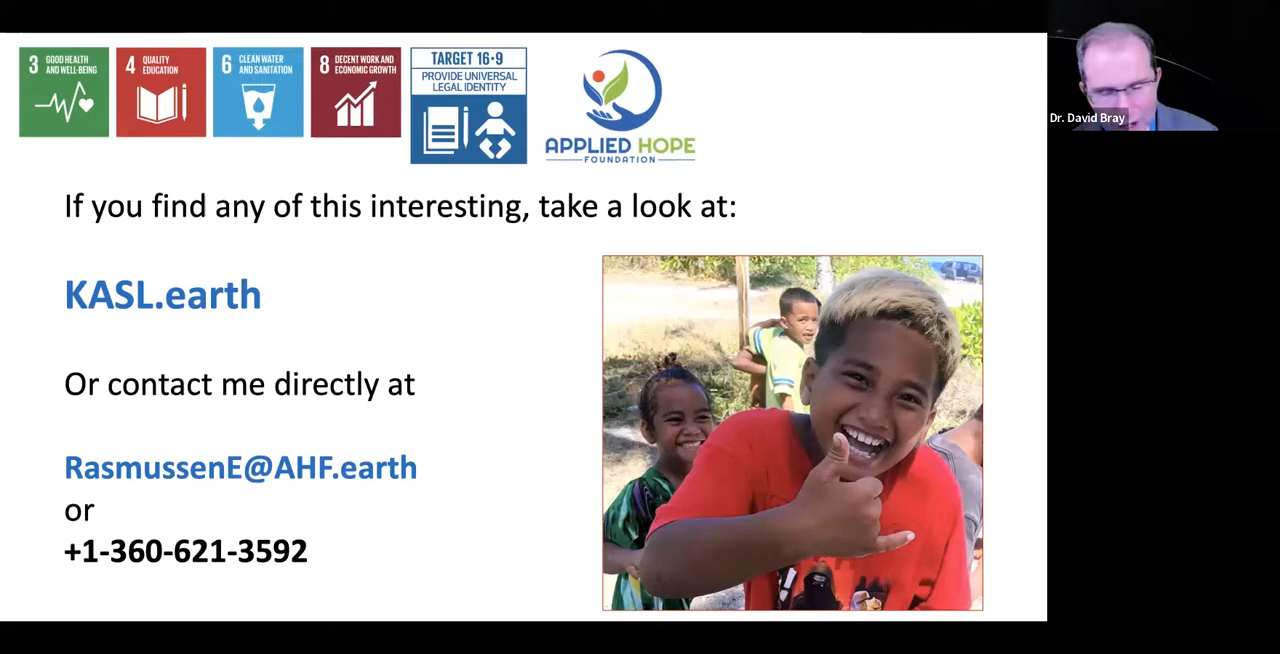 3 GOOD HEALTH
AND WELL-BEING
4 QUALITY
EDUCATION
6 CLEAN WATER
AND SANITATION
8 DECENT WORK AND
ECONOMIC GROWTH
TARGET 16·9
PROVIDE UNIVERSAL
LEGAL IDENTITY
APPLIED HOPE
FOUNDATION
Dr. David Bray
If you find any of this interesting, take a look at:
KASL.earth
Or contact me directly at
RasmussenE@AHF.earth
or
+1-360-621-3592